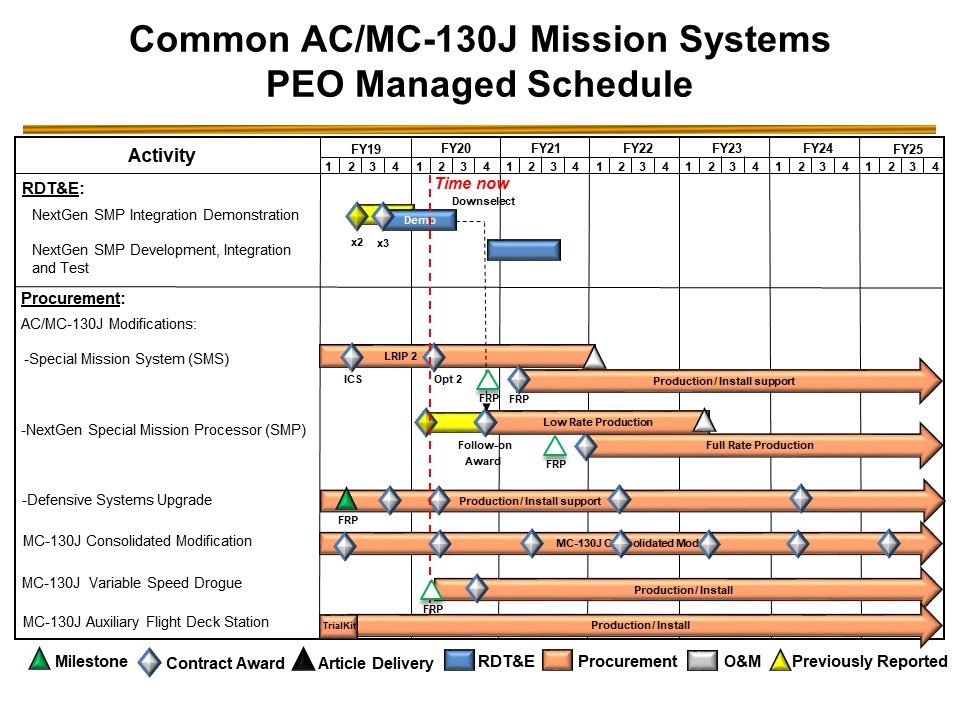 Common AC/MC-130J Mission Systems
PEO Managed Schedule
Activity
FY19 FY20 FY21 FY22 FY23 FY24 FY25
1 2 3 4 1 2 3 4 1 2 3 4 1 2 3 4 1 2 3 4 1 2 3 4 1 2 3 4
RDT&E:
Time now
Downselect
NextGen SMP Integration Demonstration
Demo
x2 x3
NextGen SMP Development, Integration
and Test
Procurement:
AC/MC-130J Modifications:
-Special Mission System (SMS)
LRIP 2
ICS Opt 2
Production / Install support
FRP FRP
-NextGen Special Mission Processor (SMP)
Low Rate Production
Follow-on
Award
Full Rate Production
FRP
-Defensive Systems Upgrade
Production / Install support
FRP
MC-130J Consolidated Modification
MC-130J C olidated Mod
MC-130J Variable Speed Drogue
Production / Install
FRP
MC-130J Auxiliary Flight Deck Station
TrialKit
Production / Install
Milestone Contract Award Article Delivery RDT&E Procurement O&M Previously Reported